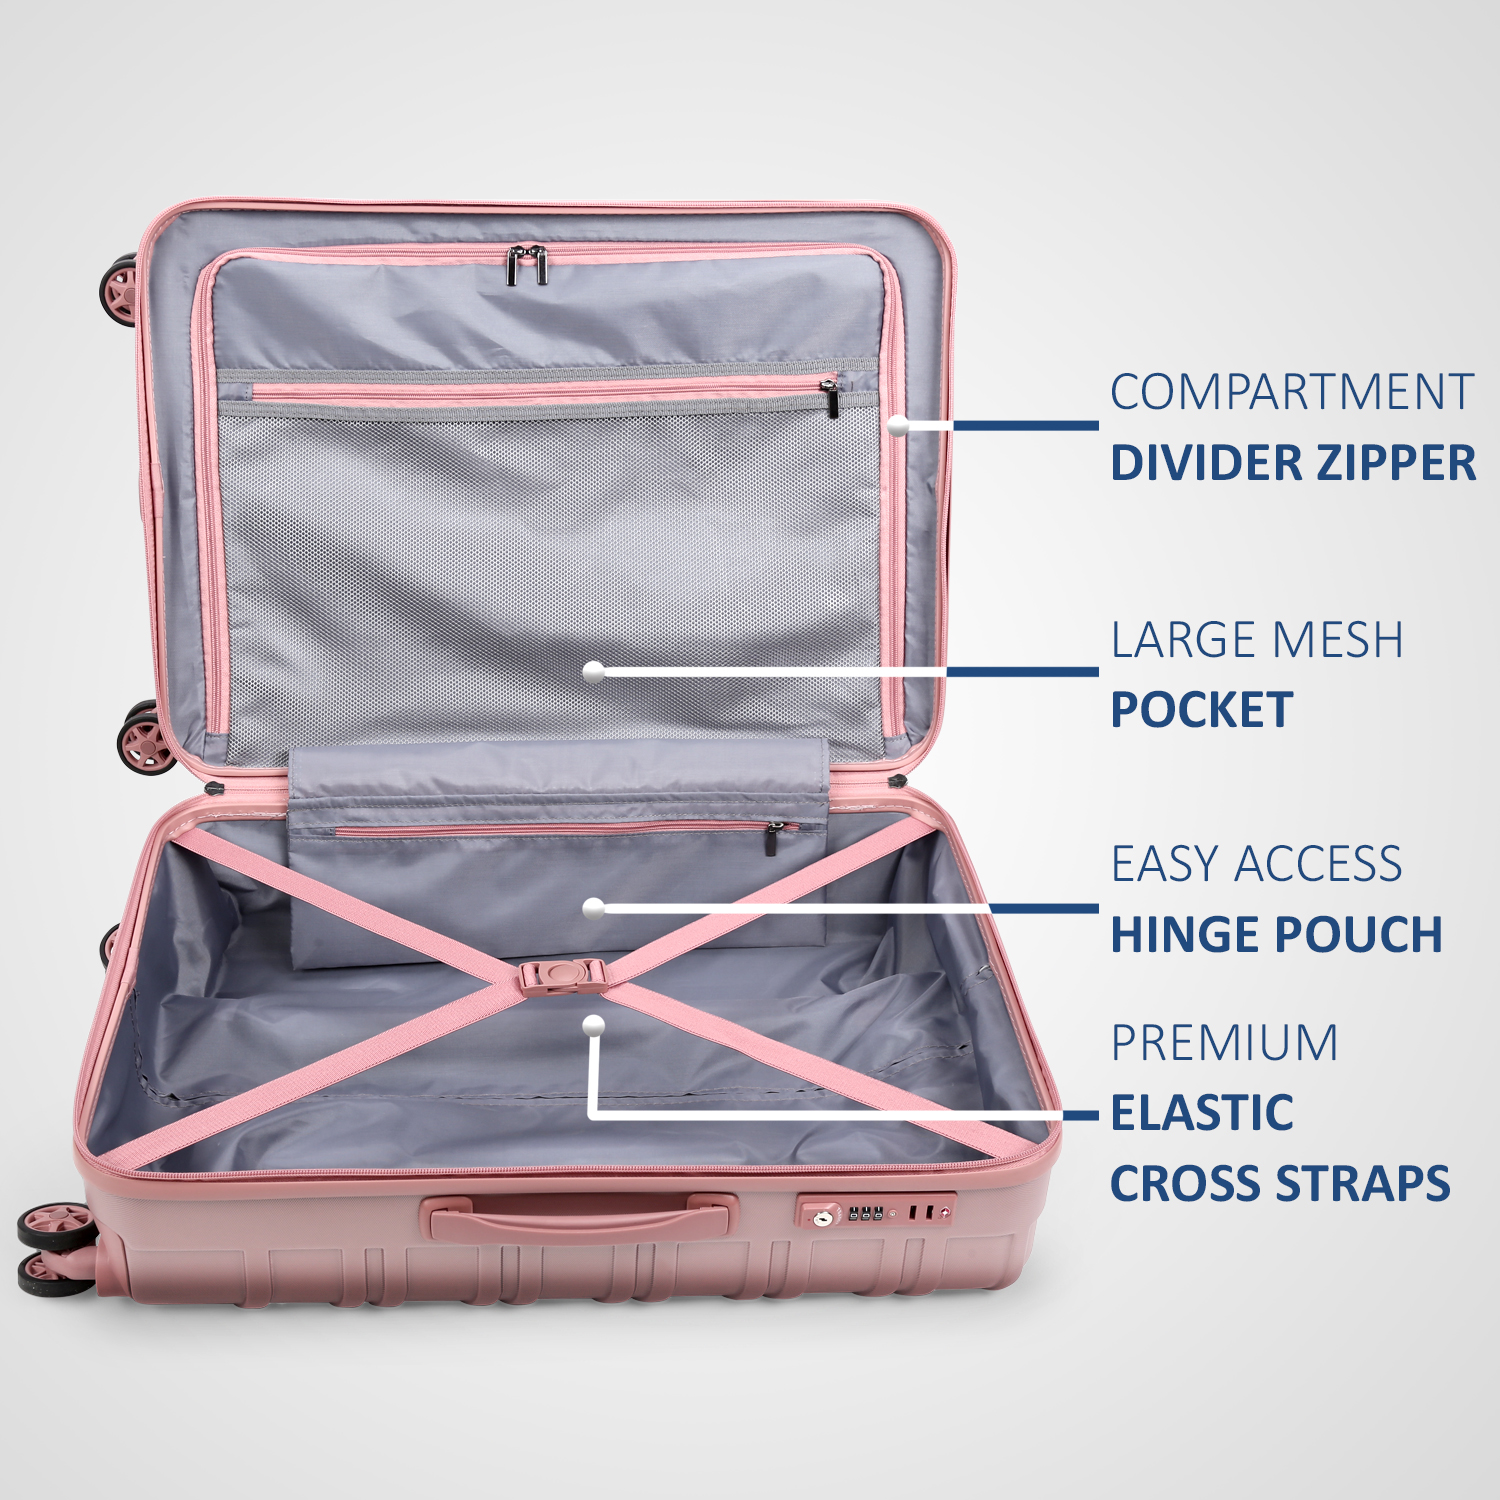 COMPARTMENT
DIVIDER ZIPPER
LARGE MESH
POCKET
EASY ACCESS
HINGE POUCH
PREMIUM
ELASTIC
CROSS STRAPS